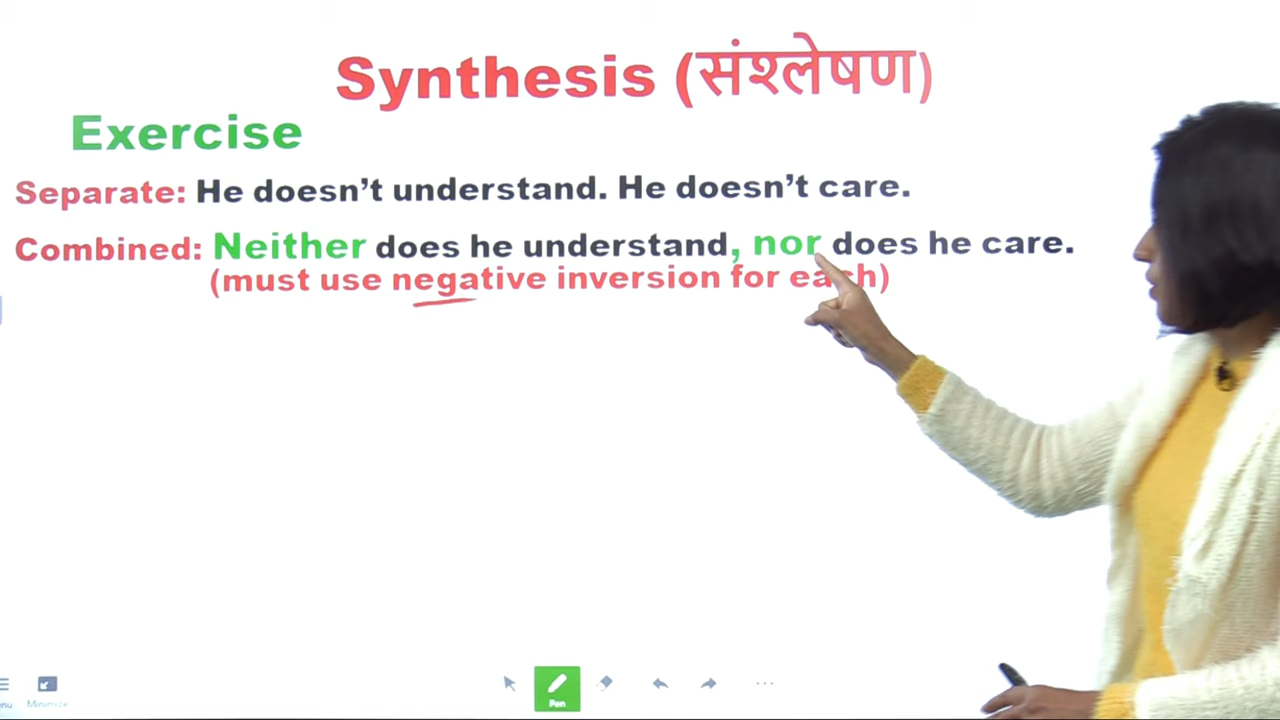 Synthesis (संश्लेषण)
Exercise
Separate: He doesn't understand. He doesn't care.
Combined: Neither does he understand, nor does he care.
(must use negative inversion for each)
Pen
Minimize